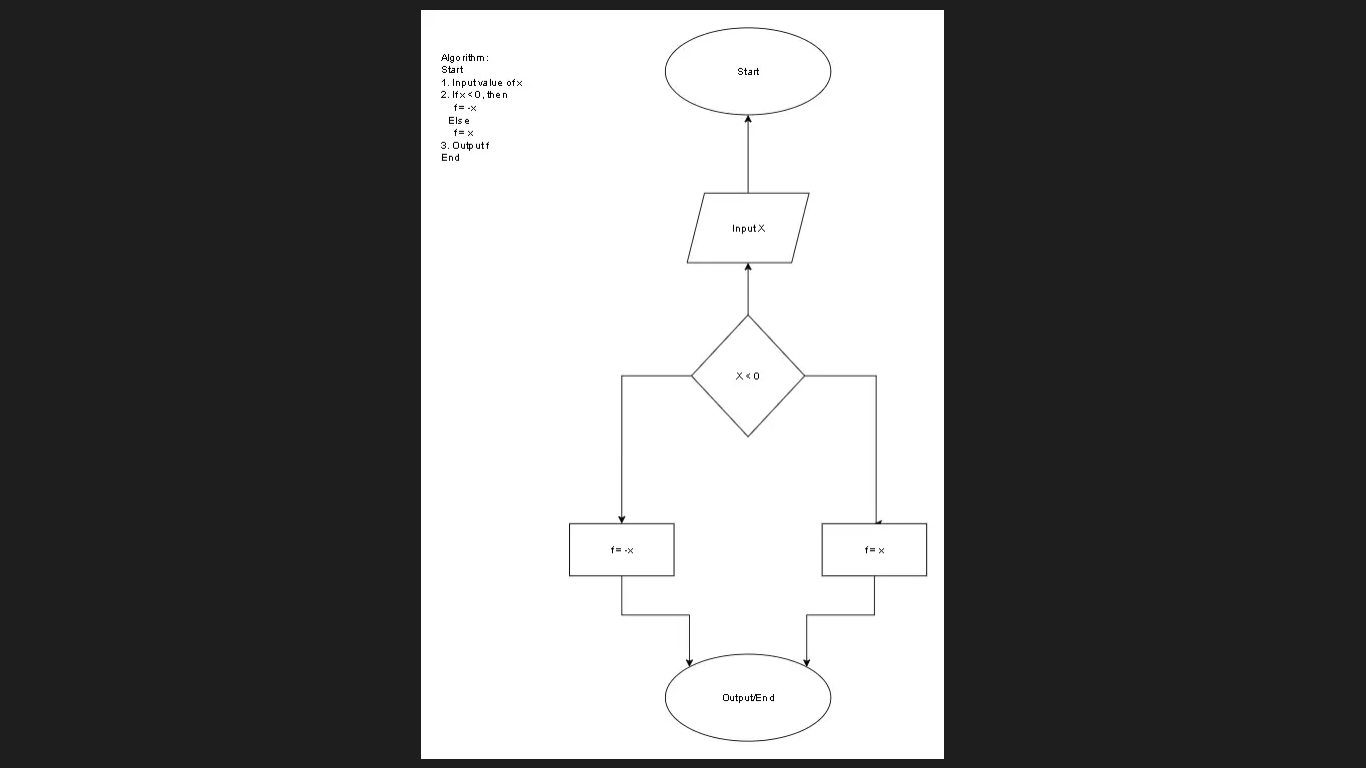 Algorithm:
Start
1. Input value of x
2. If x < 0, then
f = -x
Else
f = x
3. Output f
End
Start
Input X
X < 0
f = -x
f = x
Output/End